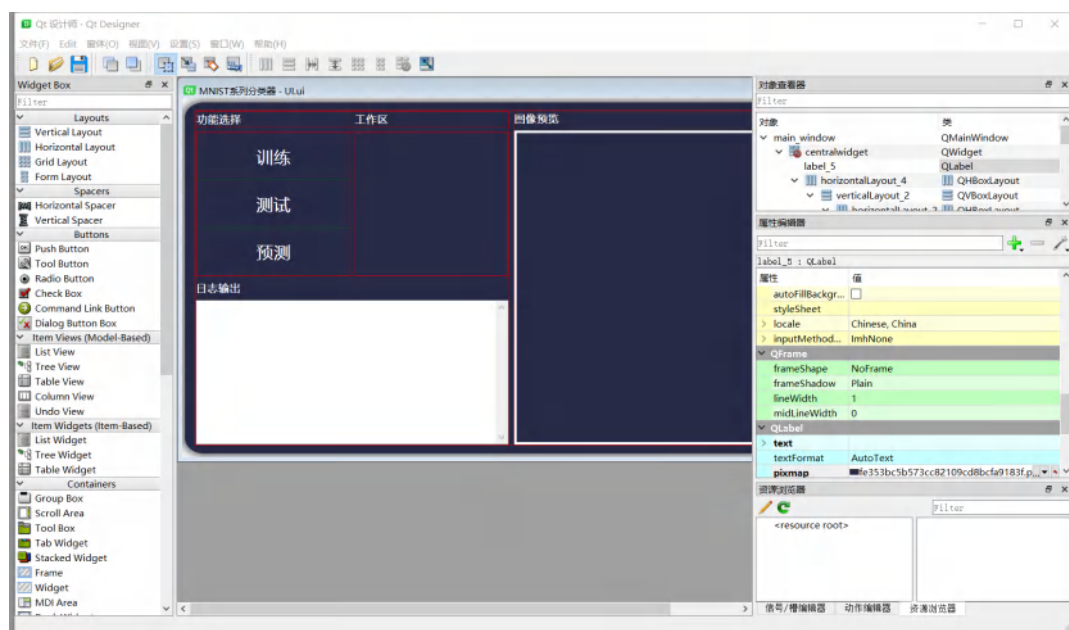 Qt 设计师 - Qt Designer
文件(F) Edit 窗体(O) 视图(V) 设置(S) 窗口(W) 帮助(H)
Widget Box
Filter
Layouts
Vertical Layout
Horizontal Layout
Grid Layout
Form Layout
Spacers
Horizontal Spacer
Vertical Spacer
Buttons
Push Button
Tool Button
Radio Button
Check Box
Command Link Button
Dialog Button Box
Item Views (Model-Based)
List View
Tree View
Table View
Column View
Undo View
Item Widgets (Item-Based)
List Widget
Tree Widget
Table Widget
Containers
Group Box
Scroll Area
Tool Box
Tab Widget
Stacked Widget
Frame
Widget
MDI Area
MNIST系列分类器 - UI.ui
功能选择 工作区 图像预览
训练
测试
预测
日志输出
对象查看器
Filter
对象 类
main_window QMainWindow
centralwidget QWidget
label_5 QLabel
horizontalLayout_4 QHBoxLayout
verticalLayout_2 QVBoxLayout
horizontalLayout_2 QHBoxLayout
属性编辑器
Filter
label_5 : QLabel
属性 值
autoFillBackgr...
styleSheet
locale Chinese, China
inputMethod... ImhNone
QFrame
frameShape NoFrame
frameShadow Plain
lineWidth 1
midLineWidth 0
QLabel
text
textFormat AutoText
pixmap fe353bc5b573cc82109cd8bcfa9183f.p...
资源浏览器
Filter
<resource root>
信号/槽编辑器 动作编辑器 资源浏览器